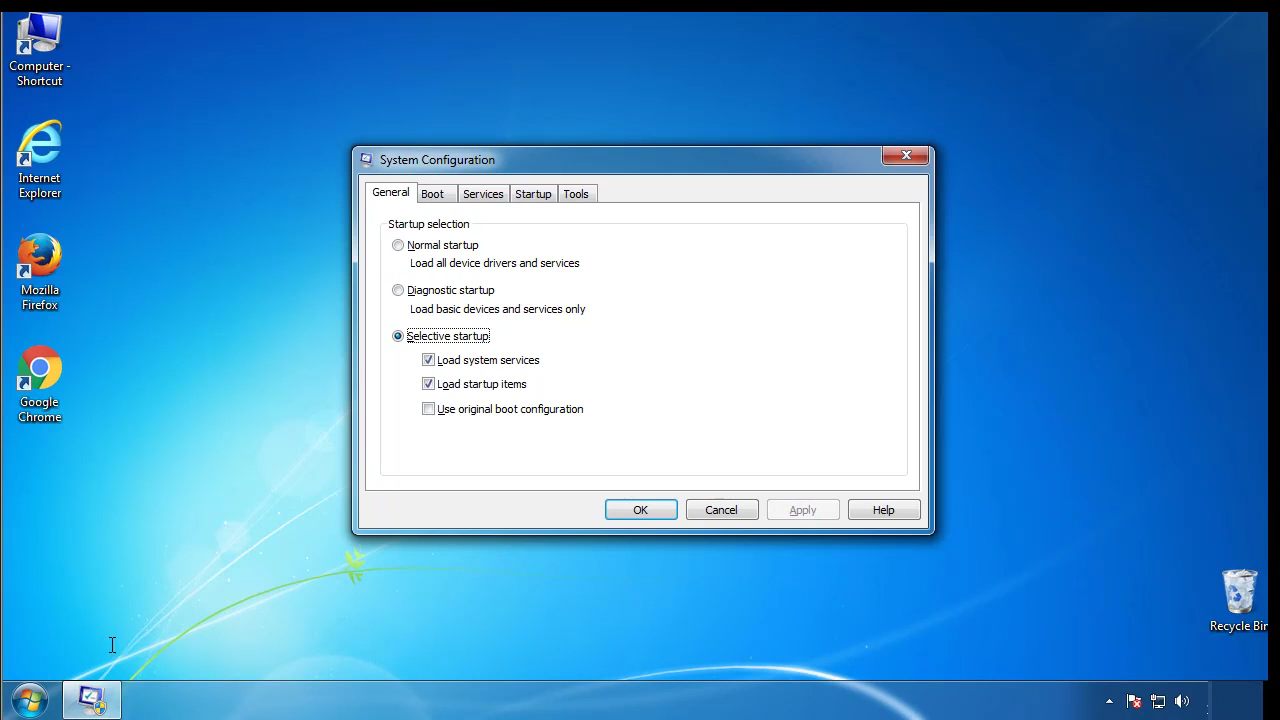 Computer -
Shortcut
Internet
Explorer
Mozilla
Firefox
Google
Chrome
System Configuration
General Boot Services Startup Tools
Startup selection
Normal startup
Load all device drivers and services
Diagnostic startup
Load basic devices and services only
Selective startup
Load system services
Load startup items
Use original boot configuration
OK Cancel Apply Help
Recycle Bin